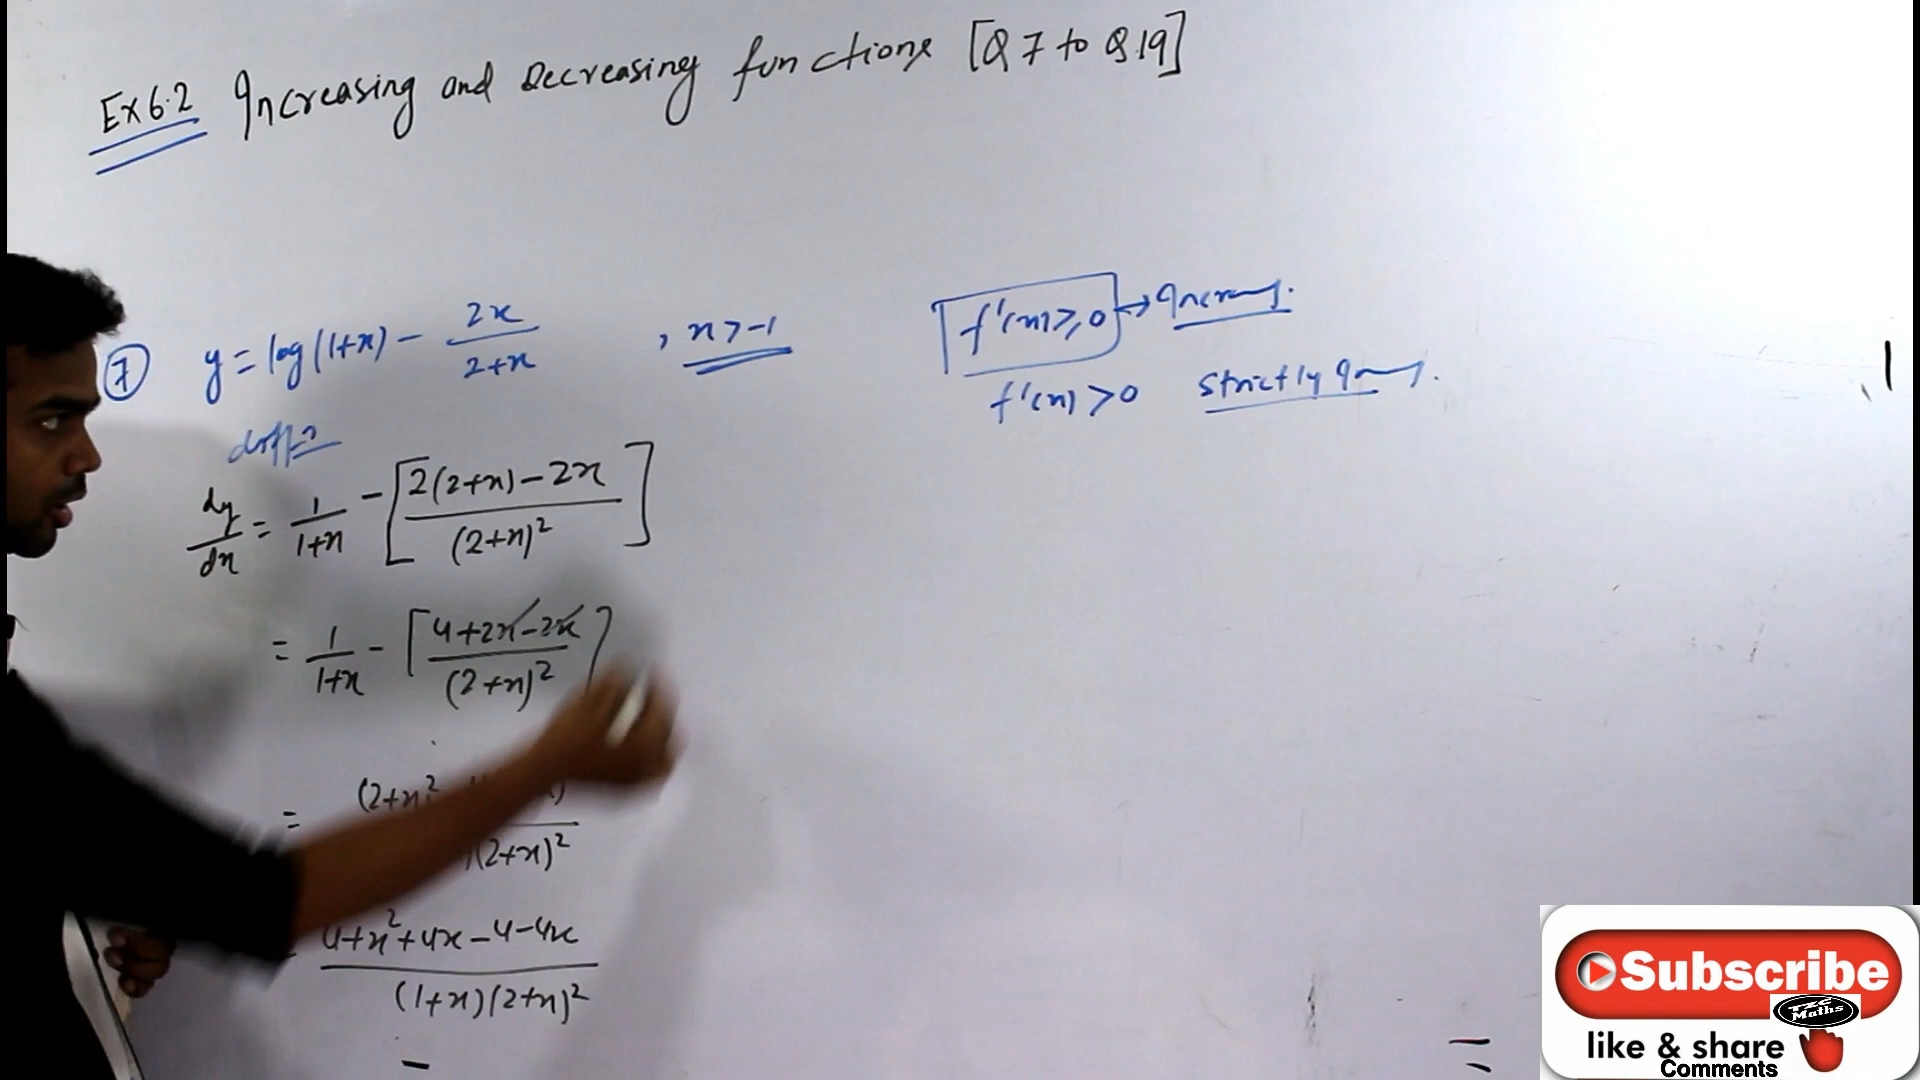 Ex 6.2 Increasing and Decreasing functions [Q 7 to Q.19]
7 y = log(1+x) - 2x/2+x , x > -1
f'(x) ≥ 0 → 
f'(x) > 0 strictly
diff
dy/dx = 1/1+x - [2(2+x) - 2x/(2+x)²]
= 1/1+x - [4+2x-2x/(2+x)²]
= (2+x)²
(2+x)²
4+x²+4x-4-4x/(1+x)(2+x)²
Subscribe
TZC Maths
like & share
Comments